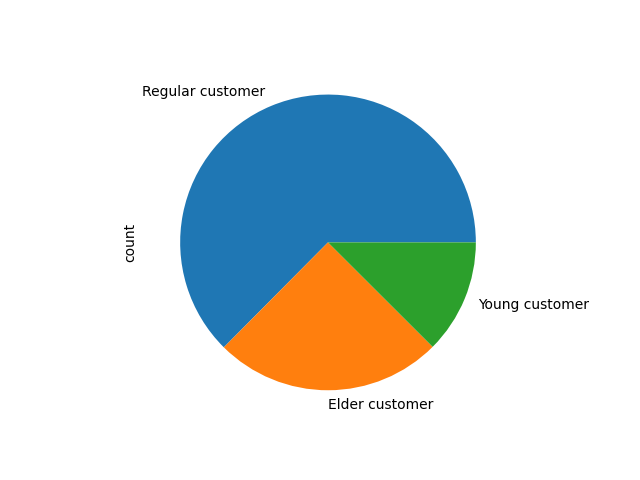 Regular customer
count
Young customer
Elder customer